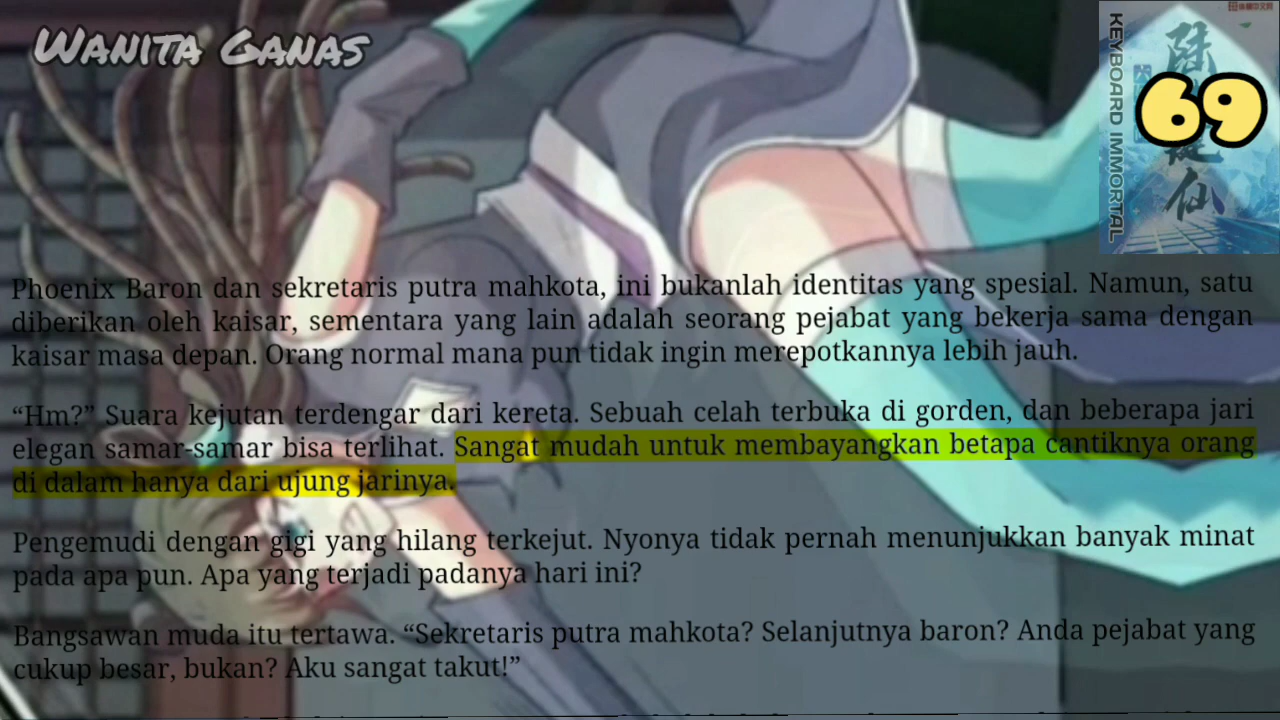 Wanita Ganas
KEYBOARD IMMORTAL
69
Phoenix Baron dan sekretaris putra mahkota, ini bukanlah identitas yang spesial. Namun, satu
diberikan oleh kaisar, sementara yang lain adalah seorang pejabat yang bekerja sama dengan
kaisar masa depan. Orang normal mana pun tidak ingin merepotkannya lebih jauh.
“Hm?” Suara kejutan terdengar dari kereta. Sebuah celah terbuka di gorden, dan beberapa jari
elegan samar-samar bisa terlihat. Sangat mudah untuk membayangkan betapa cantiknya orang
di dalam hanya dari ujung jarinya.
Pengemudi dengan gigi yang hilang terkejut. Nyonya tidak pernah menunjukkan banyak minat
pada apa pun. Apa yang terjadi padanya hari ini?
Bangsawan muda itu tertawa. “Sekretaris putra mahkota? Selanjutnya baron? Anda pejabat yang
cukup besar, bukan? Aku sangat takut!”